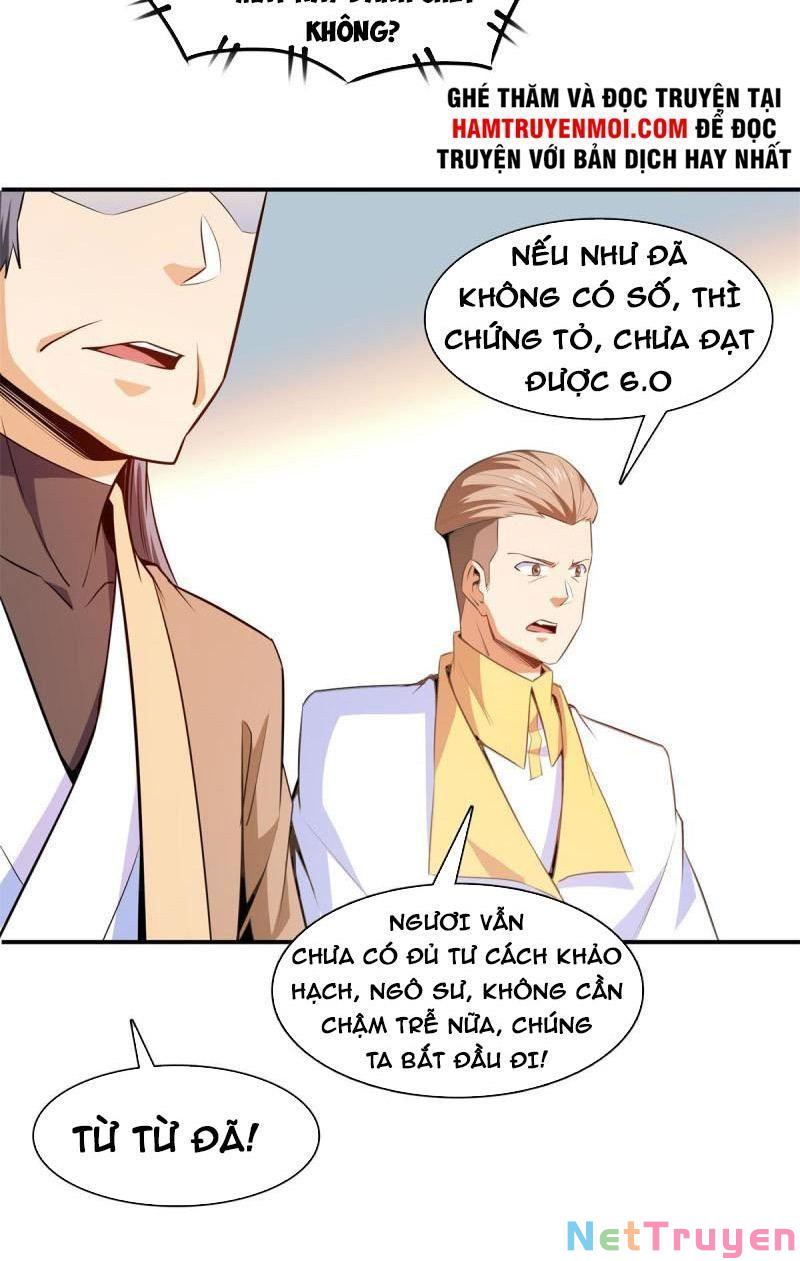 KHÔNG?
GHÉ THĂM VÀ ĐỌC TRUYỆN TẠI
HAMTRUYENMOI.COM ĐỂ ĐỌC
TRUYỆN VỚI BẢN DỊCH HAY NHẤT
NẾU NHƯ ĐÃ
KHÔNG CÓ SỐ, THÌ
CHỨNG TỎ, CHƯA ĐẠT
ĐƯỢC 6.0
NGƯƠI VẪN
CHƯA CÓ ĐỦ TƯ CÁCH KHẢO
HẠCH, NGÔ SƯ, KHÔNG CẦN
CHẬM TRỄ NỮA, CHÚNG
TA BẮT ĐẦU ĐI!
TỪ TỪ ĐÃ!
NetTruyen